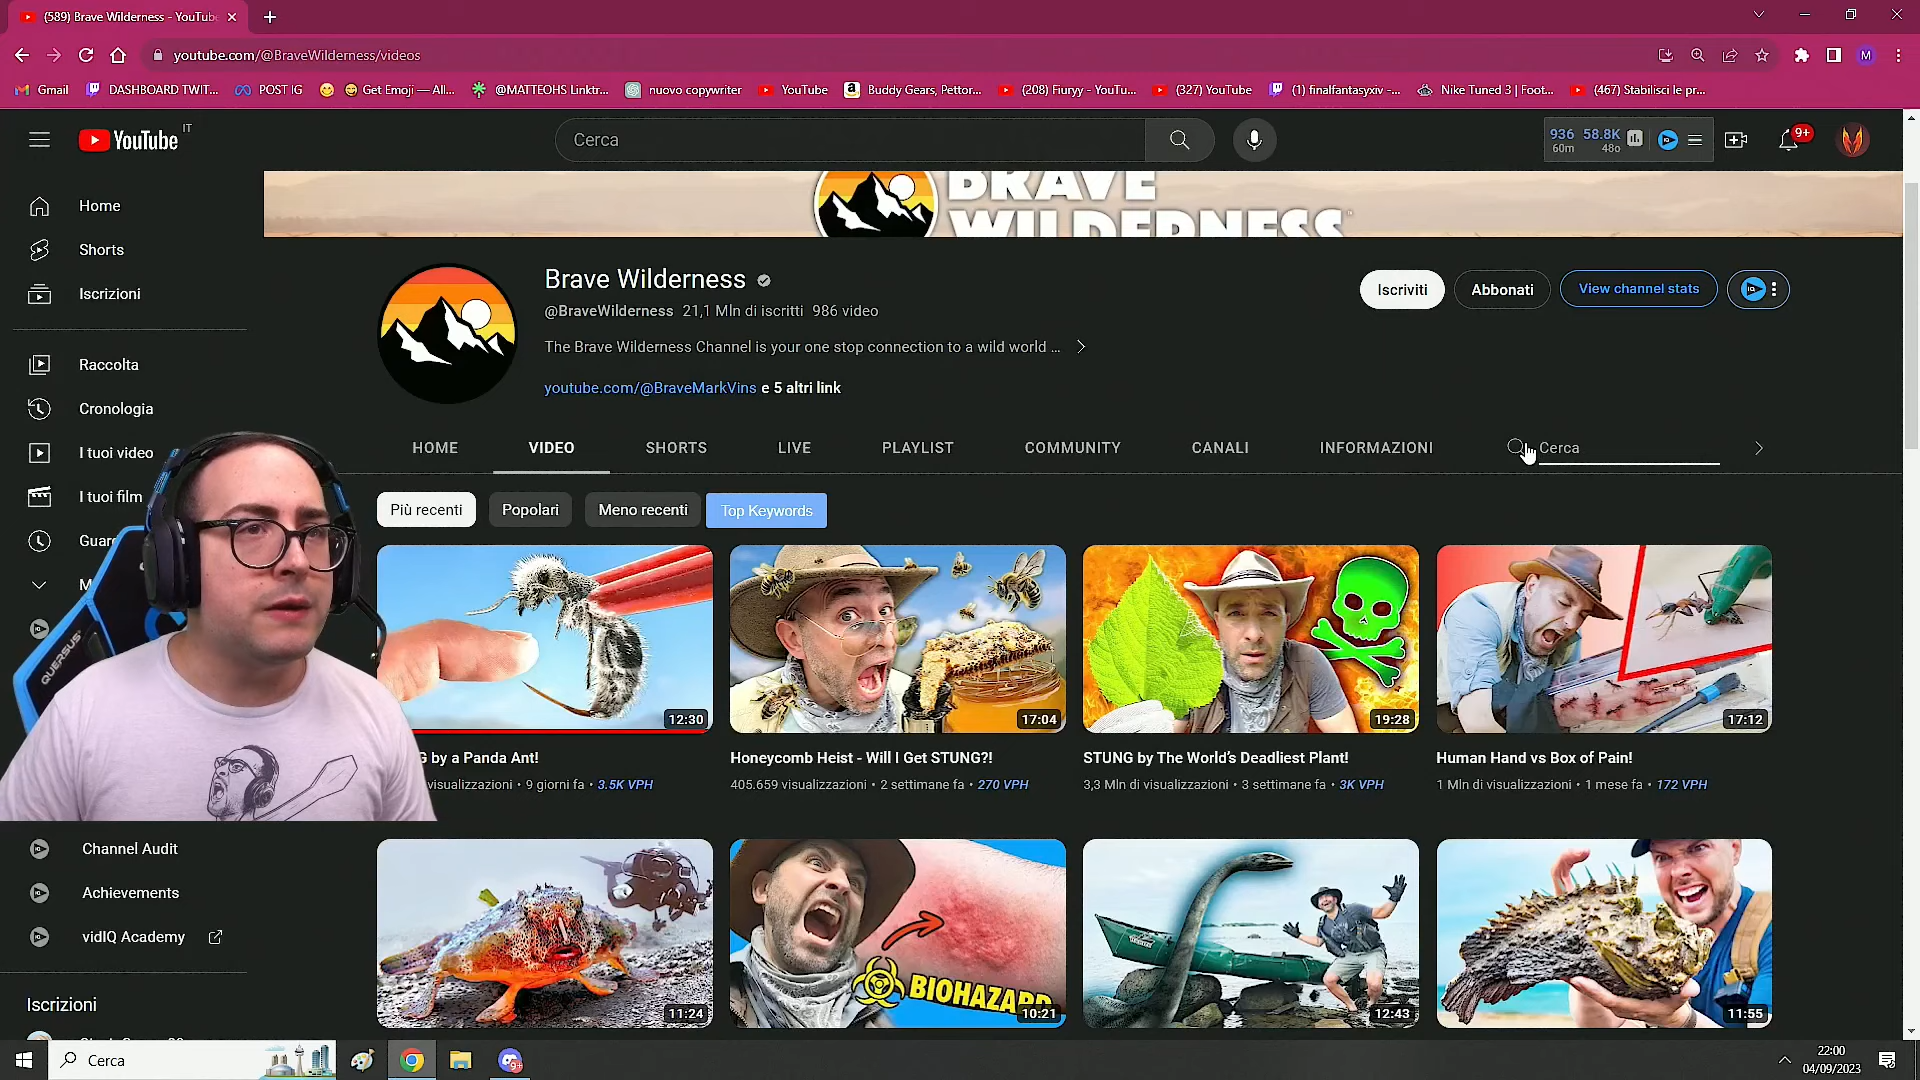 (589) Brave Wilderness - YouTube
youtube.com/@BraveWilderness/videos
M
Gmail
DASHBOARD TWIT...
POST IG
Get Emoji — All...
@MATTEOHS Linktr...
nuovo copywriter
YouTube
Buddy Gears, Pettor...
(208) Fiuryy - YouTu...
(327) YouTube
(1) finalfantasyxiv -...
Nike Tuned 3 | Foot...
(467) Stabilisci le pr...
YouTube IT
Cerca
936 58.8K
60m 48o
9+
Home
Shorts
Iscrizioni
Raccolta
Cronologia
I tuoi video
I tuoi film
Guar
Channel Audit
Achievements
vidIQ Academy
Iscrizioni
QUERSUS
BRAVE
WILDERNESS
Brave Wilderness
@BraveWilderness 21,1 Mln di iscritti 986 video
The Brave Wilderness Channel is your one stop connection to a wild world ...
youtube.com/@BraveMarkVins e 5 altri link
Iscriviti
Abbonati
View channel stats
HOME
VIDEO
SHORTS
LIVE
PLAYLIST
COMMUNITY
CANALI
INFORMAZIONI
Cerca
Più recenti
Popolari
Meno recenti
Top Keywords
12:30
17:04
19:28
17:12
G by a Panda Ant!
visualizzazioni • 9 giorni fa • 3.5K VPH
Honeycomb Heist - Will I Get STUNG?!
405.659 visualizzazioni • 2 settimane fa • 270 VPH
STUNG by The World's Deadliest Plant!
3,3 Mln di visualizzazioni • 3 settimane fa • 3K VPH
Human Hand vs Box of Pain!
1 Mln di visualizzazioni • 1 mese fa • 172 VPH
11:24
BIOHAZARD
10:21
12:43
11:55
Cerca
22:00
04/09/2023